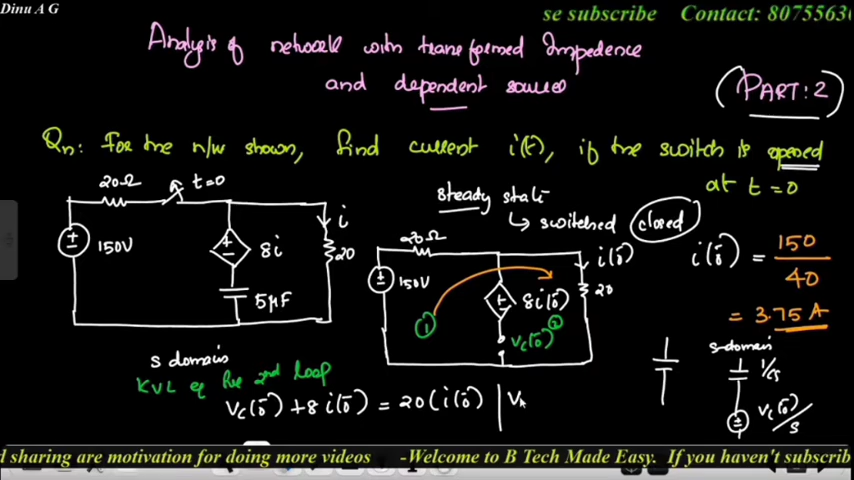 Dinu A G
se subscribe Contact: 80755630
Analysis of network with transformed Impedence
and dependent source
(PART:2)
Qn: For the n/w shown, find current i(t), if the switch is opened
at t=0
20Ω t=0
steady state
↳ switched closed
150V 8i i 20
5μF
20Ω i(0⁻)
150V 8i(0⁻) 20
① Vc(0⁻) ②
i(0⁻) = 150
40
= 3.75 A
s domain
KVL eq for 2nd loop
Vc(0⁻) + 8i(0⁻) = 20(i(0⁻) | V
s-domain
1/Cs
Vc(0⁻)/s
d sharing are motivation for doing more videos -Welcome to B Tech Made Easy. If you haven't subscrib